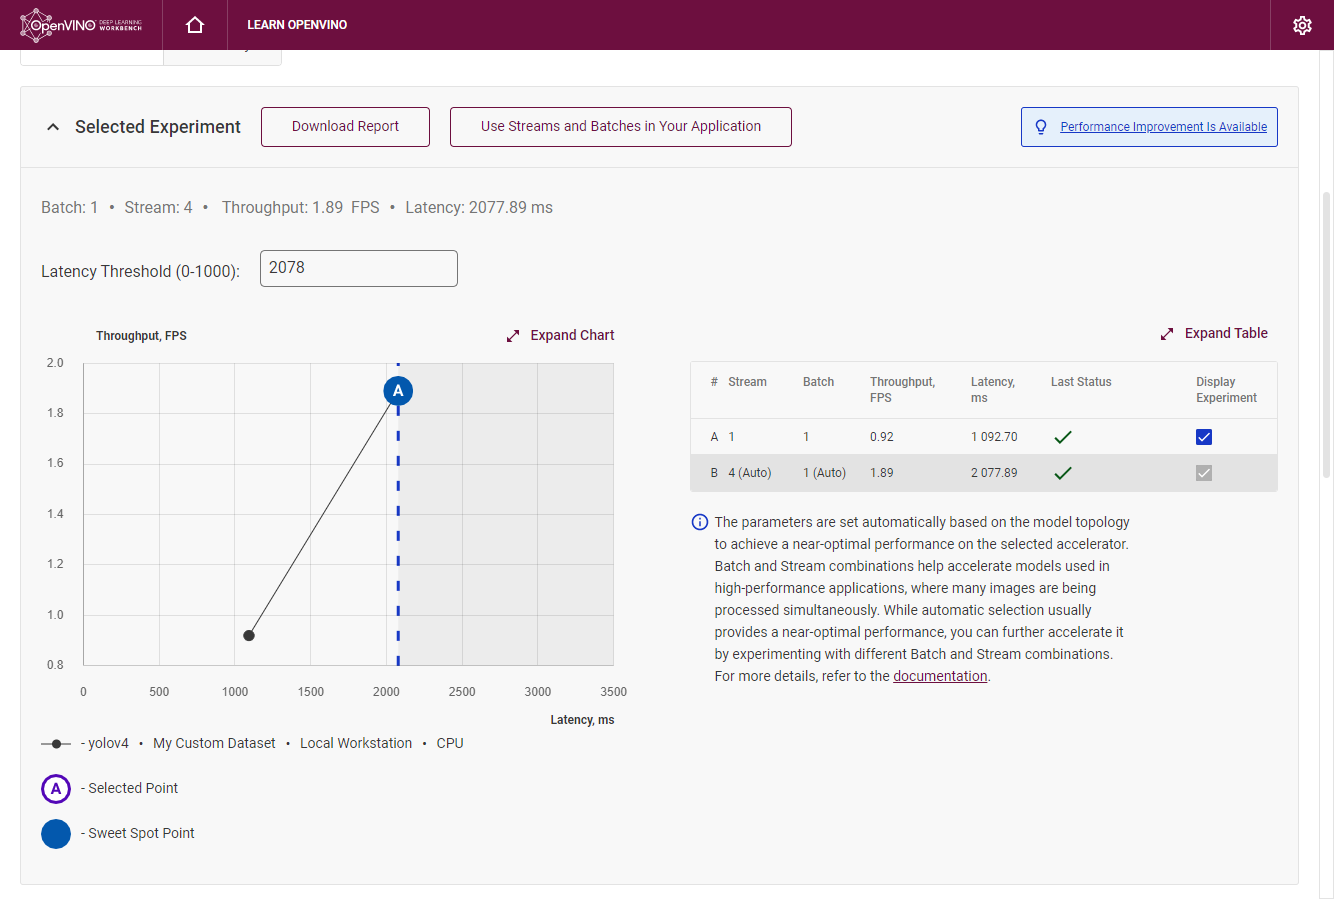 OpenVINO DEEP LEARNING WORKBENCH
LEARN OPENVINO
Selected Experiment
Download Report
Use Streams and Batches in Your Application
Performance Improvement Is Available
Batch: 1 • Stream: 4 • Throughput: 1.89 FPS • Latency: 2077.89 ms
Latency Threshold (0-1000): 2078
Throughput, FPS
Expand Chart
2.0
1.8
1.6
1.4
1.2
1.0
0.8
A
0 500 1000 1500 2000 2500 3000 3500
Latency, ms
- yolov4 • My Custom Dataset • Local Workstation • CPU
A - Selected Point
- Sweet Spot Point
Expand Table
# Stream Batch Throughput, FPS Latency, ms Last Status Display Experiment
A 1 1 0.92 1 092.70
B 4 (Auto) 1 (Auto) 1.89 2 077.89
The parameters are set automatically based on the model topology
to achieve a near-optimal performance on the selected accelerator.
Batch and Stream combinations help accelerate models used in
high-performance applications, where many images are being
processed simultaneously. While automatic selection usually
provides a near-optimal performance, you can further accelerate it
by experimenting with different Batch and Stream combinations.
For more details, refer to the documentation.